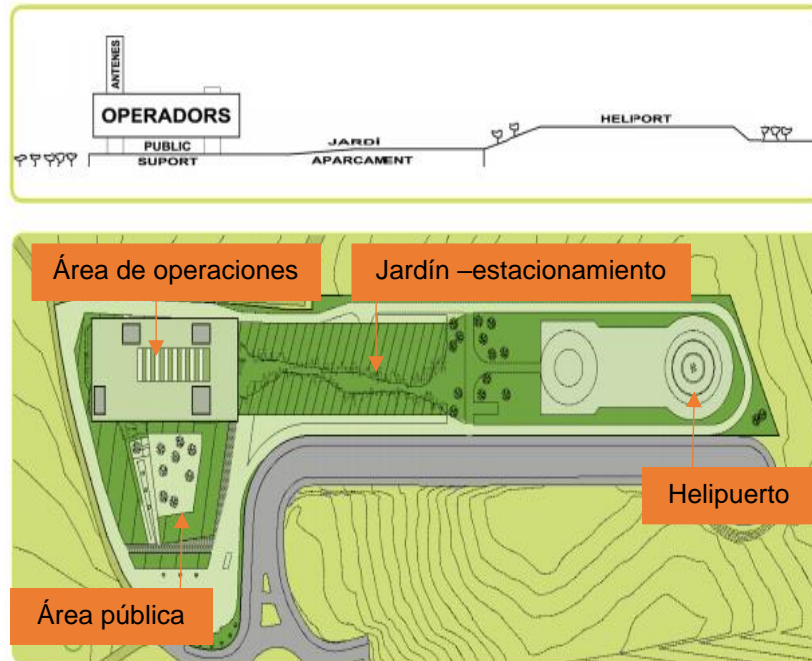 ANTENES
OPERADORS
PUBLIC
SUPORT
JARDÍ
APARCAMENT
HELIPORT
Área de operaciones
Jardín –estacionamiento
Helipuerto
Área pública